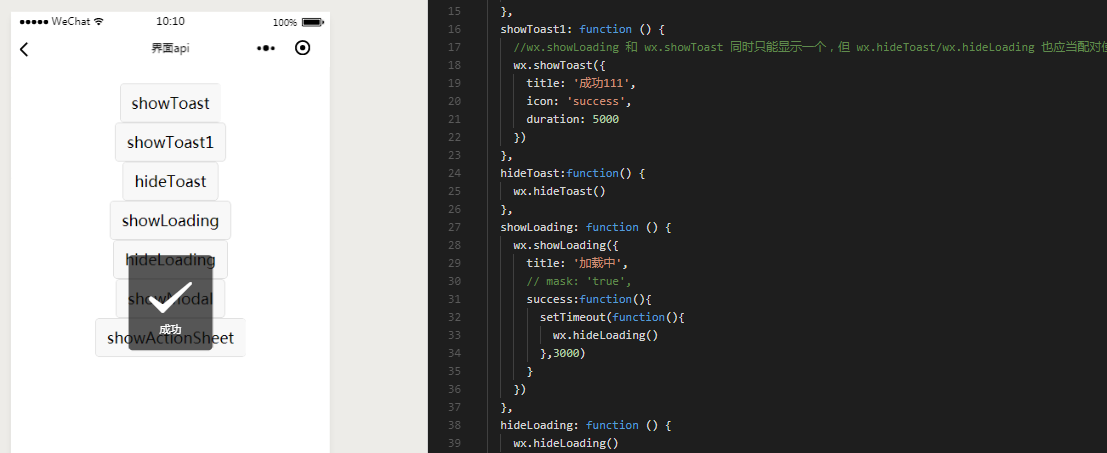 WeChat 10:10 100%
界面api
showToast
showToast1
hideToast
showLoading
hideLoading
showModal
成功
showActionSheet
15 },
16 showToast1: function () {
17 //wx.showLoading 和 wx.showToast 同时只能显示一个，但 wx.hideToast/wx.hideLoading 也应当配对使
18 wx.showToast({
19 title: '成功111',
20 icon: 'success',
21 duration: 5000
22 })
23 },
24 hideToast:function() {
25 wx.hideToast()
26 },
27 showLoading: function () {
28 wx.showLoading({
29 title: '加载中',
30 // mask: 'true',
31 success:function(){
32 setTimeout(function(){
33 wx.hideLoading()
34 },3000)
35 }
36 })
37 },
38 hideLoading: function () {
39 wx.hideLoading()